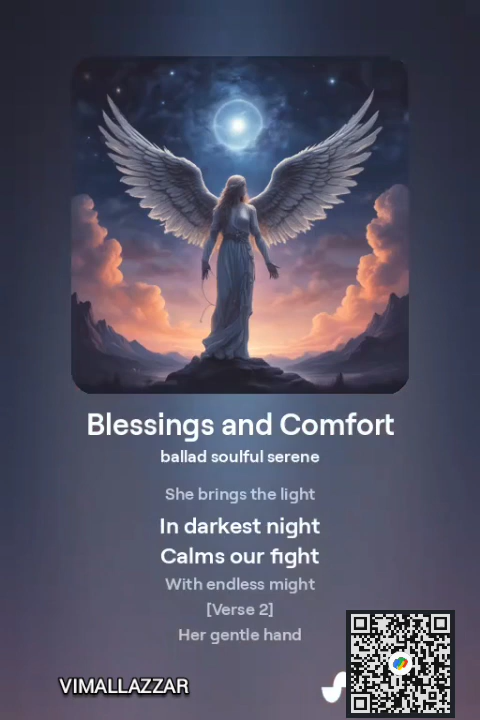 Blessings and Comfort
ballad soulful serene
She brings the light
In darkest night
Calms our fight
With endless might
[Verse 2]
Her gentle hand
VIMALLAZZAR